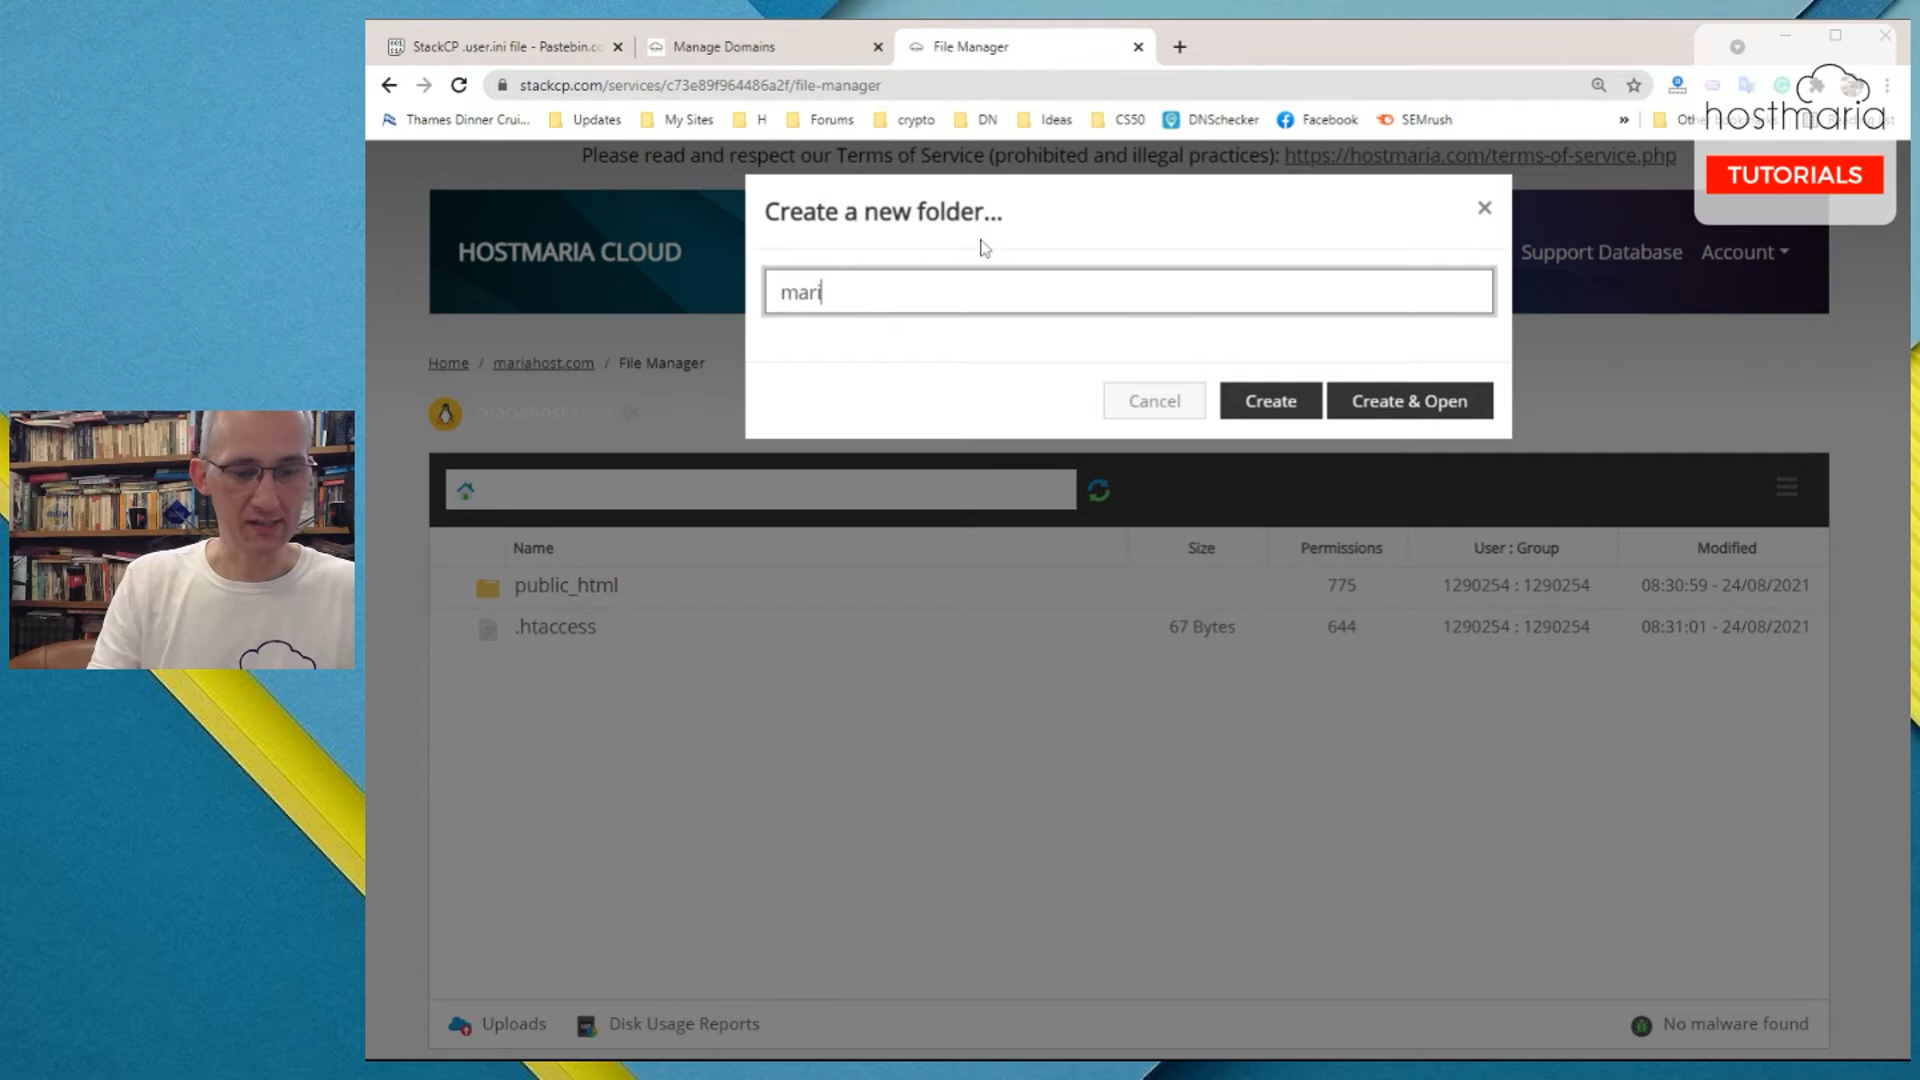 StackCP .user.ini file - Pastebin.co
Manage Domains
File Manager
stackcp.com/services/c73e89f964486a2f/file-manager
Thames Dinner Crui...
Updates
My Sites
H
Forums
crypto
DN
Ideas
CS50
DNSchecker
Facebook
SEMrush
»
hostmaria
TUTORIALS
Please read and respect our Terms of Service (prohibited and illegal practices): https://hostmaria.com/terms-of-service.php
HOSTMARIA CLOUD
Support Database
Account
Create a new folder...
mari
Cancel
Create
Create & Open
Home / mariahost.com / File Manager
mariahost.com
Name Size Permissions User : Group Modified
public_html 775 1290254 : 1290254 08:30:59 - 24/08/2021
.htaccess 67 Bytes 644 1290254 : 1290254 08:31:01 - 24/08/2021
Uploads
Disk Usage Reports
No malware found